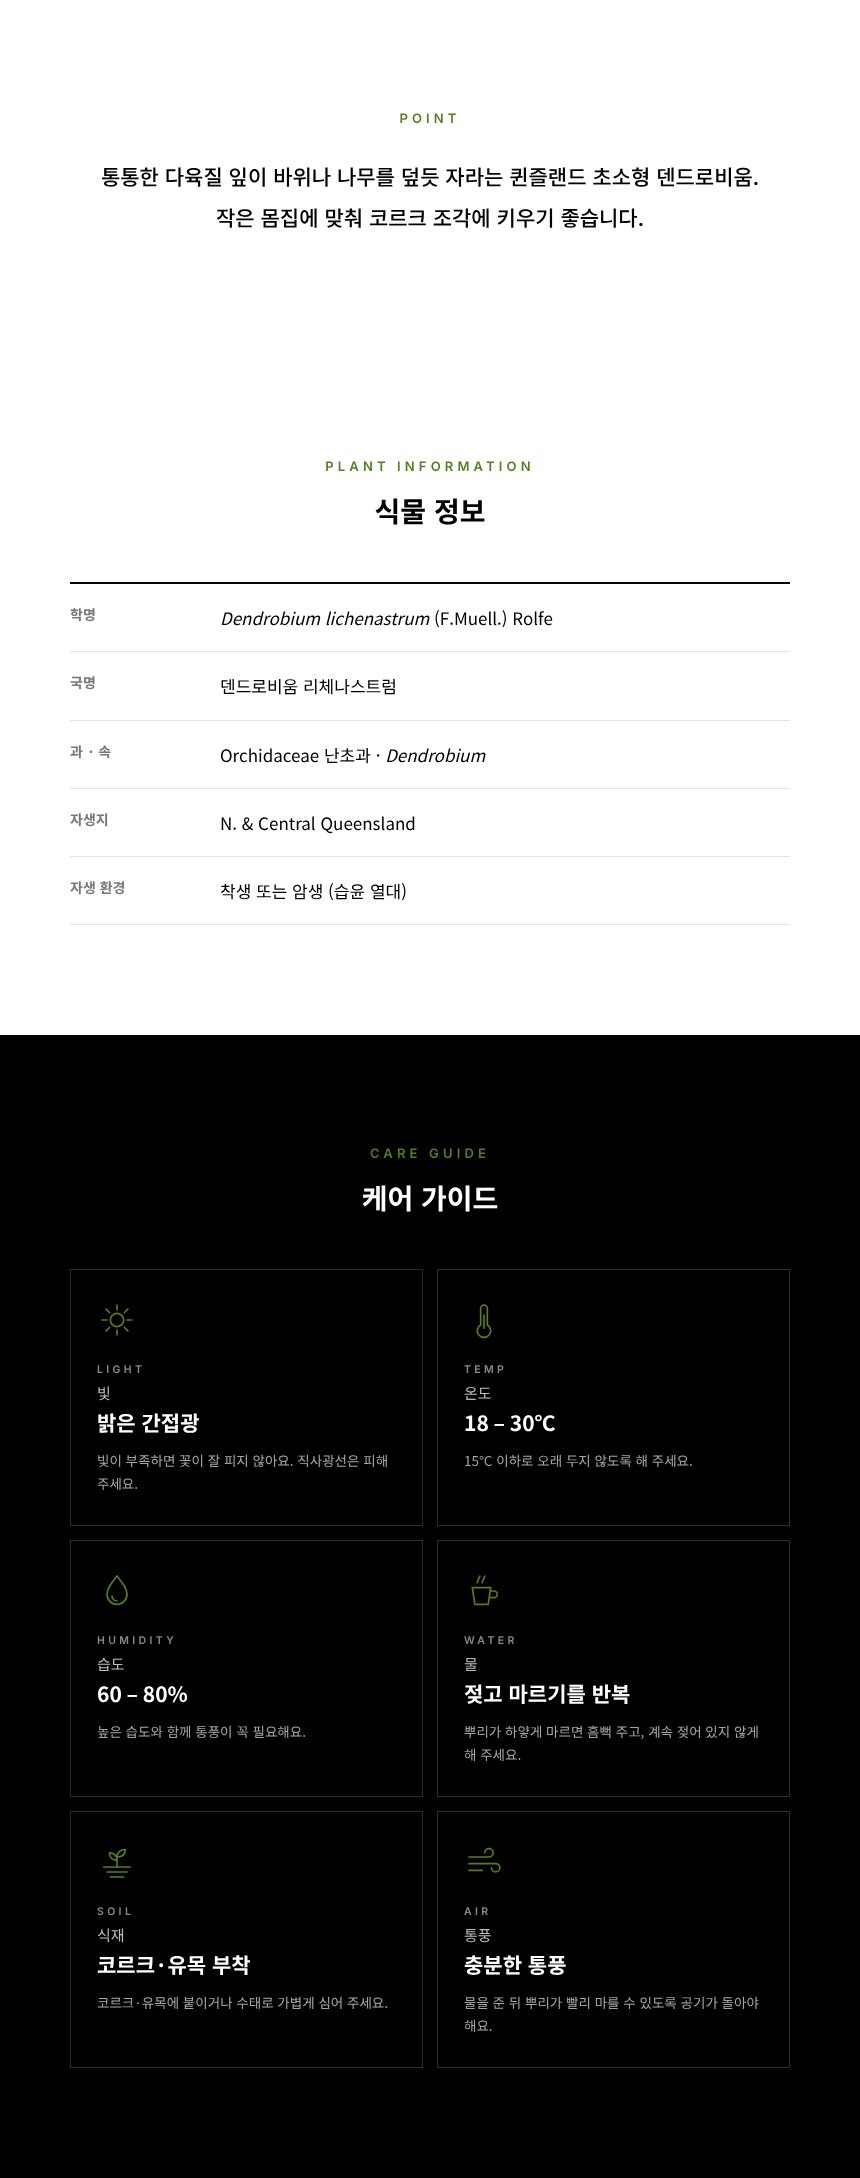 POINT
통통한 다육질 잎이 바위나 나무를 덮듯 자라는 퀸즐랜드 초소형 덴드로비움.
작은 몸집에 맞춰 코르크 조각에 키우기 좋습니다.
PLANT INFORMATION
식물 정보
학명 Dendrobium lichenastrum (F.Muell.) Rolfe
국명 덴드로비움 리체나스트럼
과 · 속 Orchidaceae 난초과 · Dendrobium
자생지 N. & Central Queensland
자생 환경 착생 또는 암생 (습윤 열대)
CARE GUIDE
케어 가이드
LIGHT
빛
밝은 간접광
빛이 부족하면 꽃이 잘 피지 않아요. 직사광선은 피해
주세요.
TEMP
온도
18 – 30℃
15℃ 이하로 오래 두지 않도록 해 주세요.
HUMIDITY
습도
60 – 80%
높은 습도와 함께 통풍이 꼭 필요해요.
WATER
물
젖고 마르기를 반복
뿌리가 하얗게 마르면 흠뻑 주고, 계속 젖어 있지 않게
해 주세요.
SOIL
식재
코르크·유목 부착
코르크·유목에 붙이거나 수태로 가볍게 심어 주세요.
AIR
통풍
충분한 통풍
물을 준 뒤 뿌리가 빨리 마를 수 있도록 공기가 돌아야
해요.